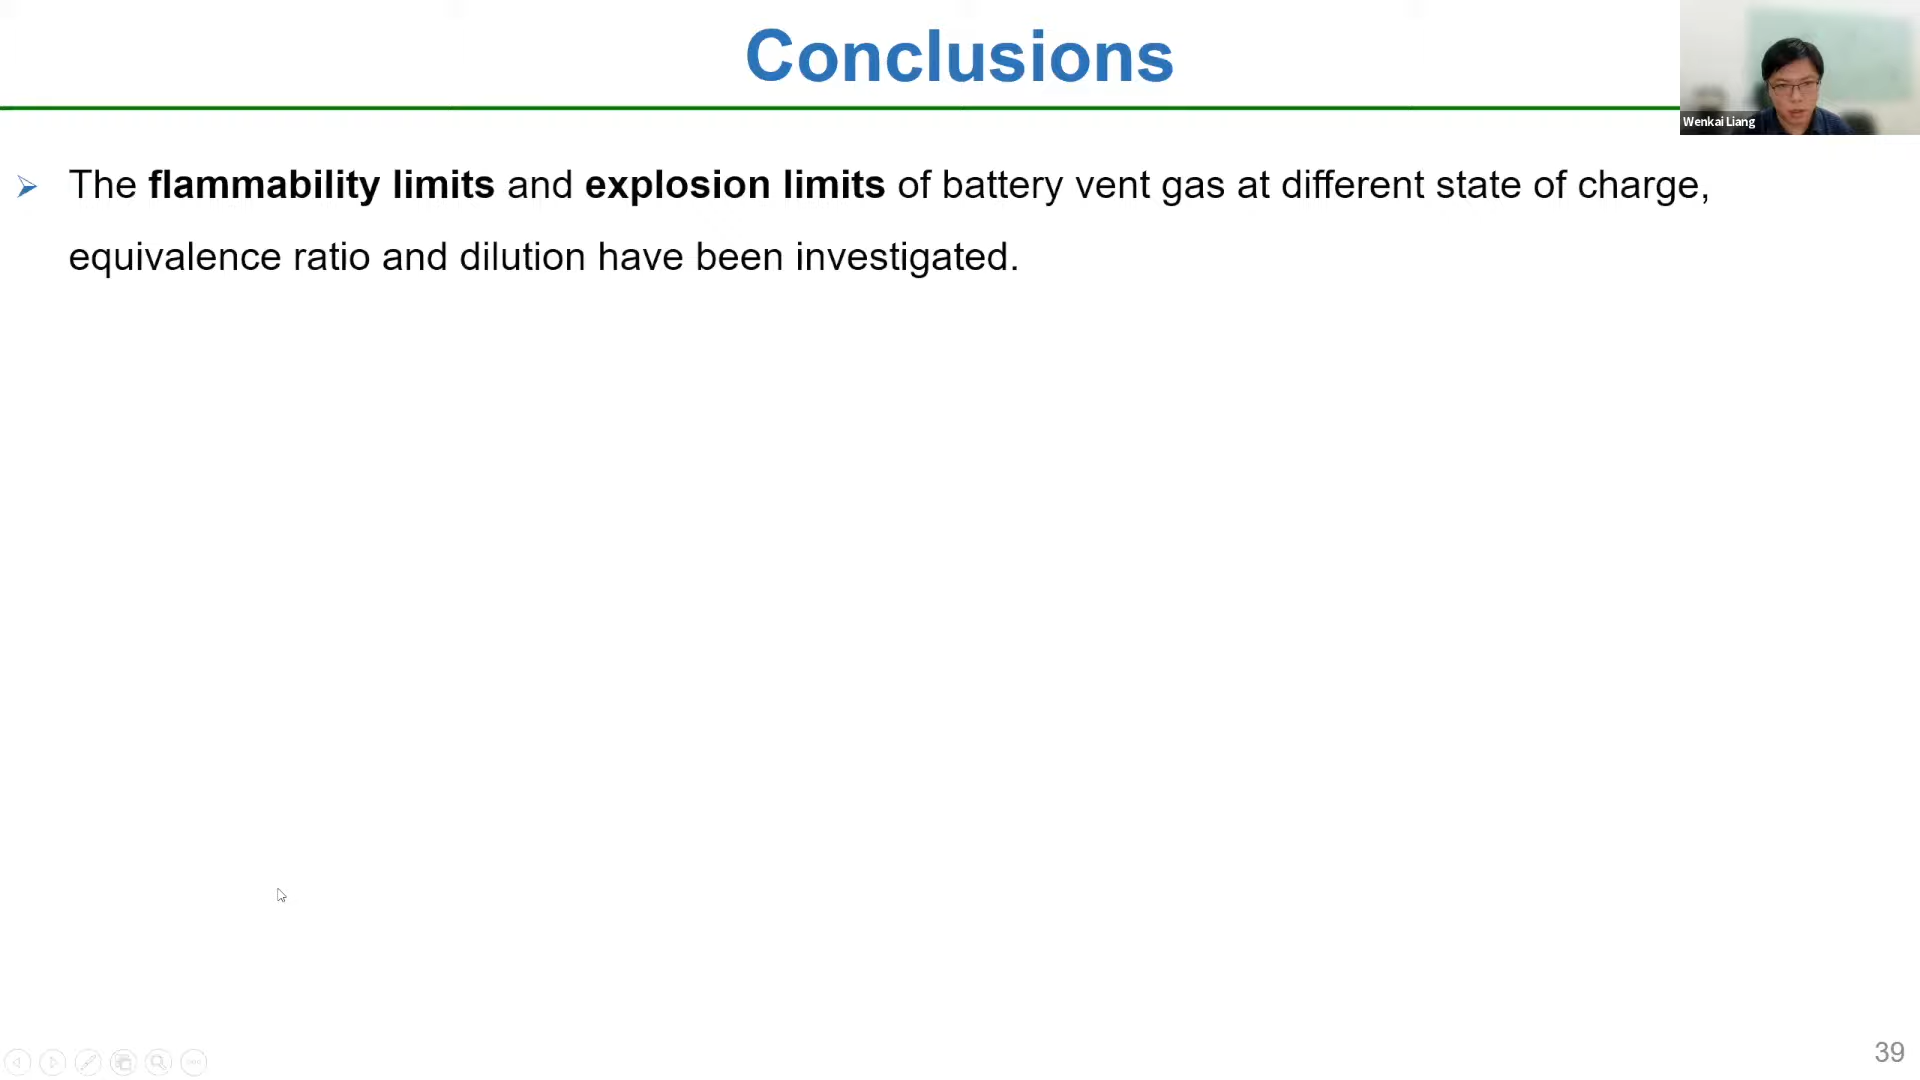 Conclusions
Wenkai Liang
The flammability limits and explosion limits of battery vent gas at different state of charge,
equivalence ratio and dilution have been investigated.
39